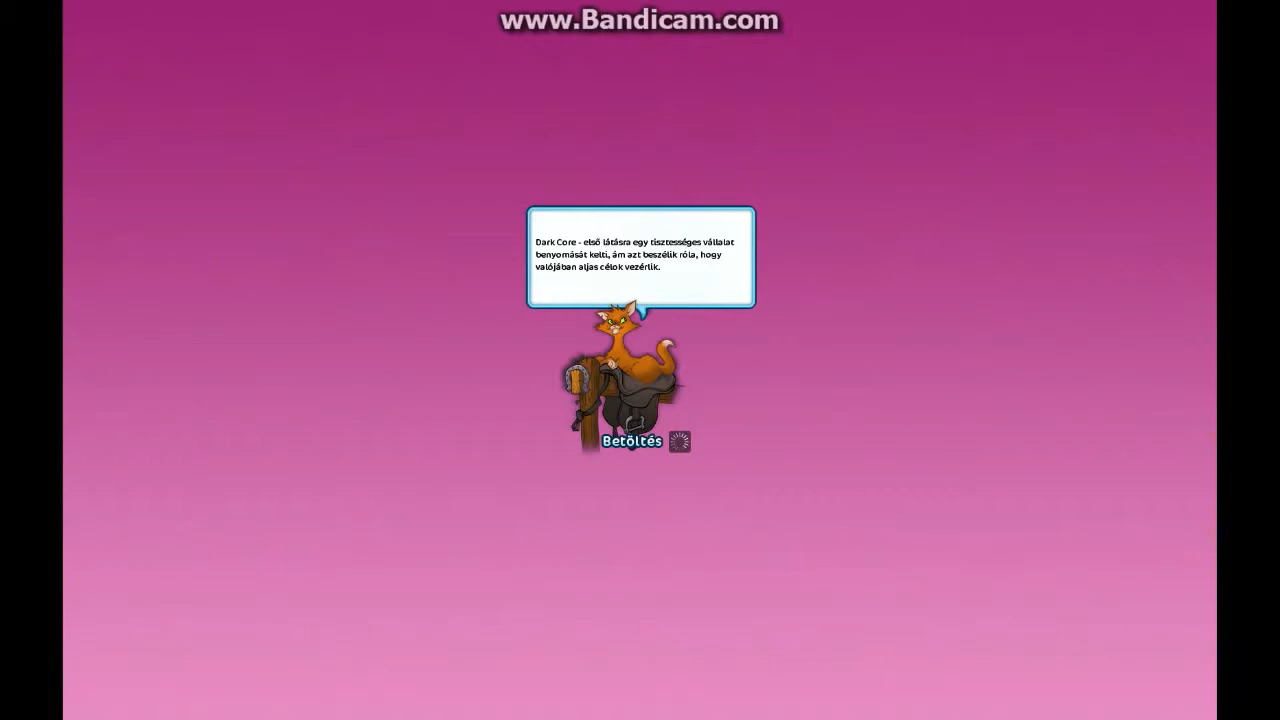 www.Bandicam.com
Dark Core - első látásra egy tisztességes vállalat
benyomását kelti, ám azt beszélik róla, hogy
valójában aljas célok vezérlik.
Betöltés